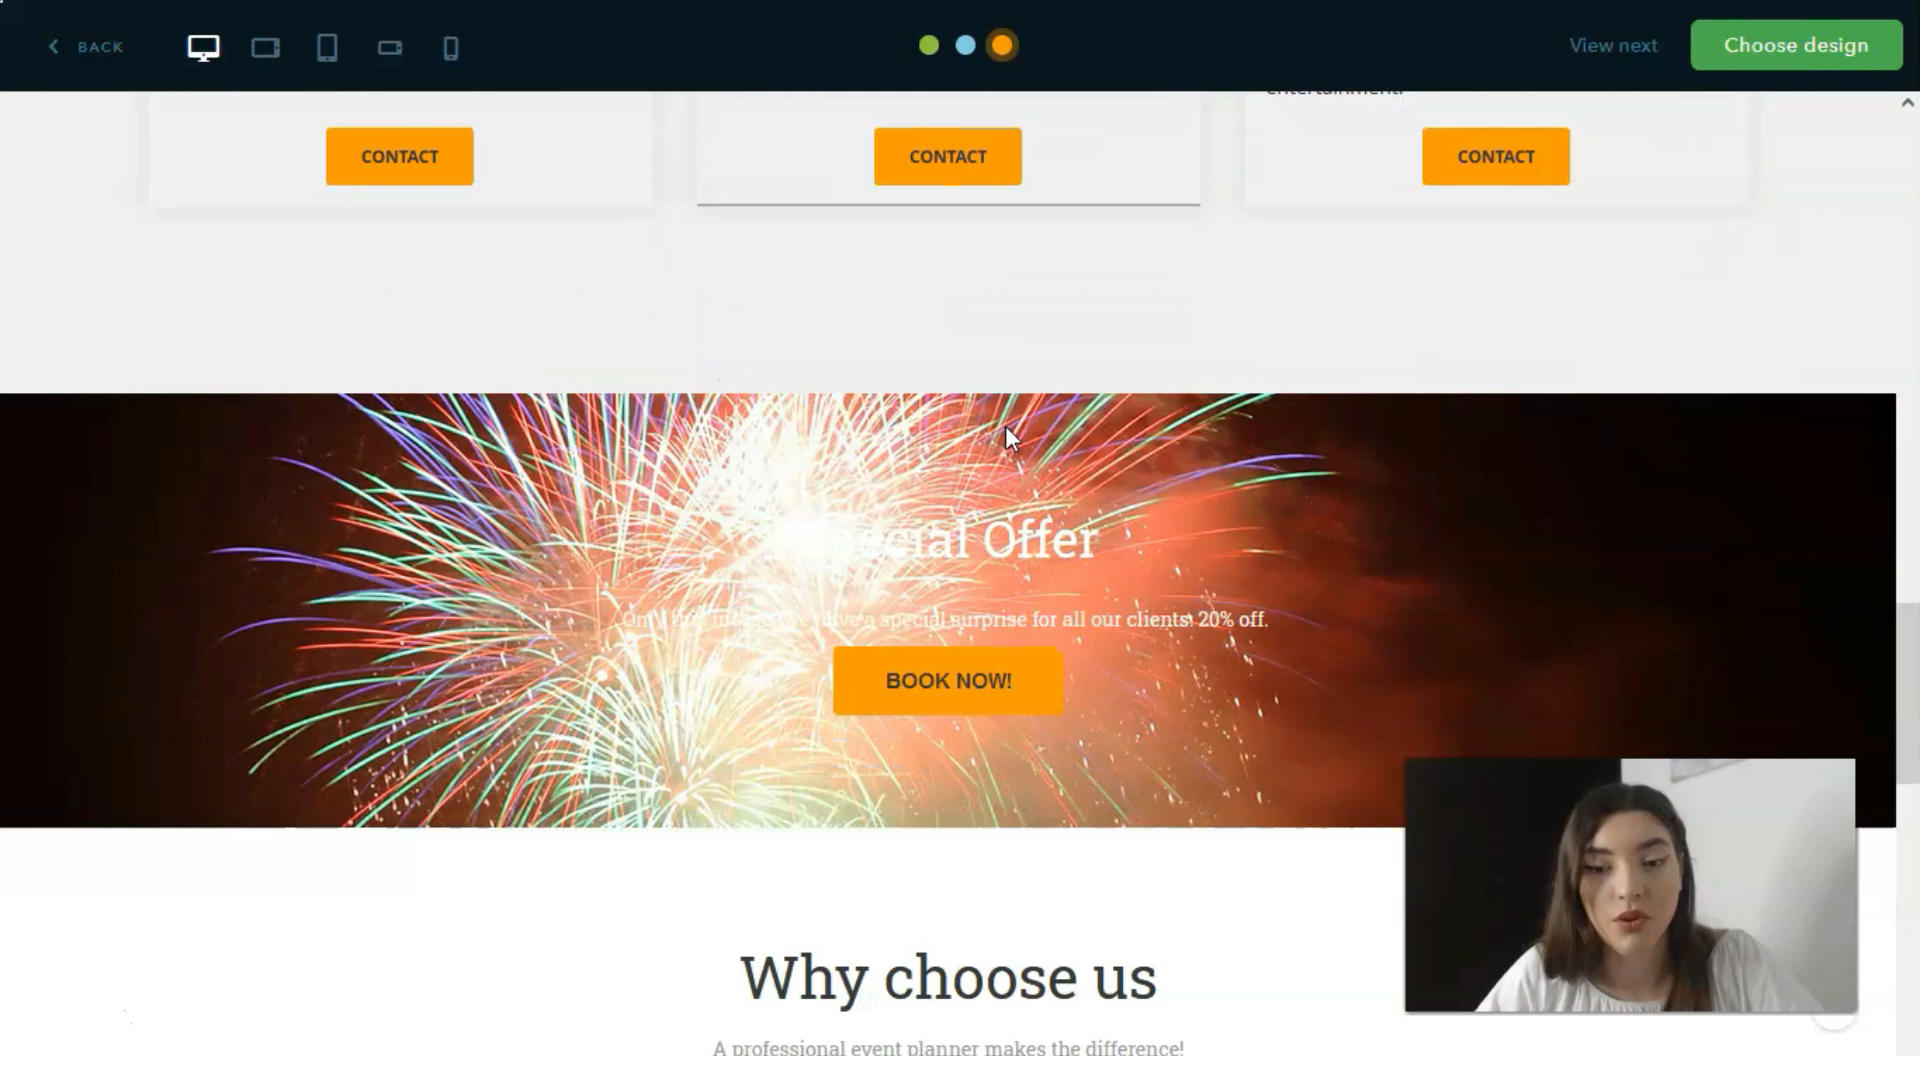 BACK
View next
Choose design
CONTACT CONTACT CONTACT
Special Offer
a special surprise for all our clients! 20% off.
BOOK NOW!
Why choose us
A professional event planner makes the difference!